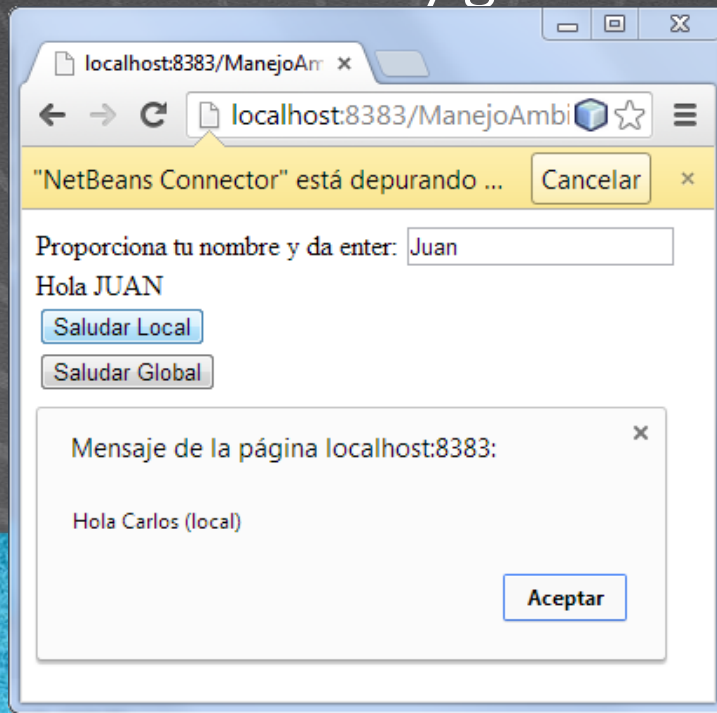 localhost:8383/ManejoAm
localhost:8383/ManejoAmbi
"NetBeans Connector" está depurando ...
Cancelar
Proporciona tu nombre y da enter: Juan
Hola JUAN
Saludar Local
Saludar Global
Mensaje de la página localhost:8383:
Hola Carlos (local)
Aceptar